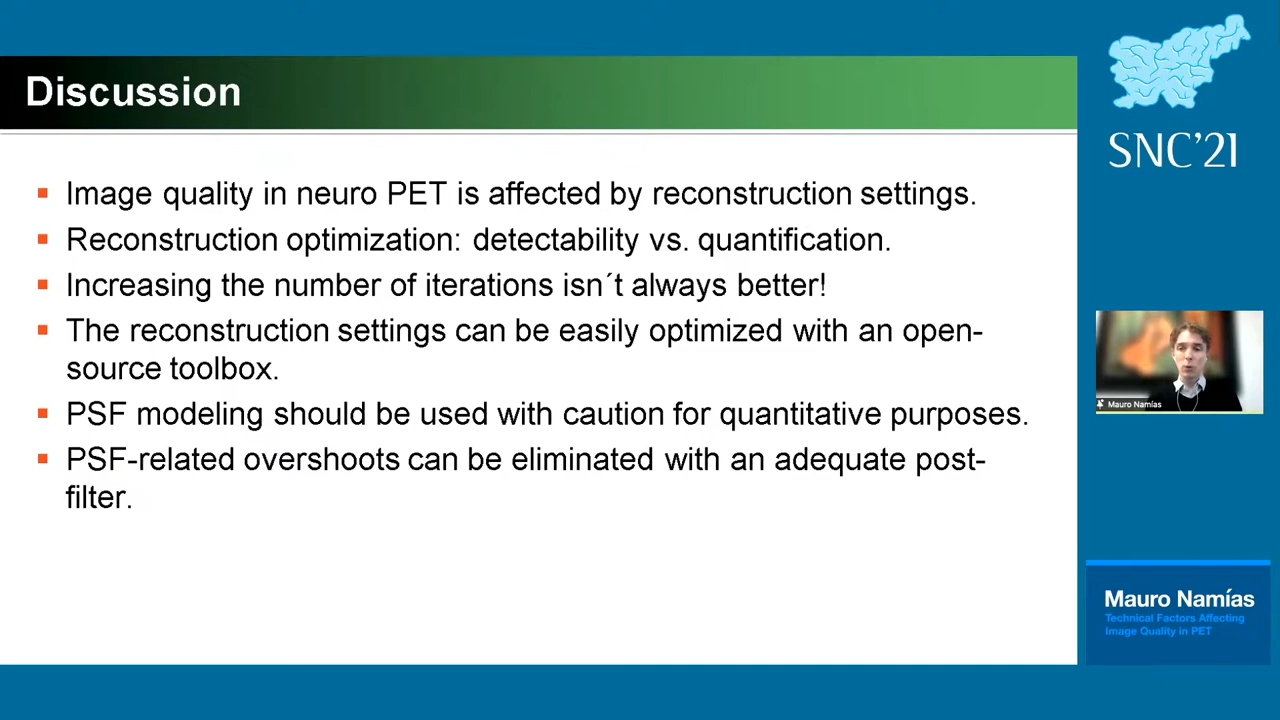 Discussion
SNC'21
▪ Image quality in neuro PET is affected by reconstruction settings.
▪ Reconstruction optimization: detectability vs. quantification.
▪ Increasing the number of iterations isn´t always better!
▪ The reconstruction settings can be easily optimized with an open-
source toolbox.
▪ PSF modeling should be used with caution for quantitative purposes.
▪ PSF-related overshoots can be eliminated with an adequate post-
filter.
Mauro Namías
Mauro Namías
Technical Factors Affecting
Image Quality in PET